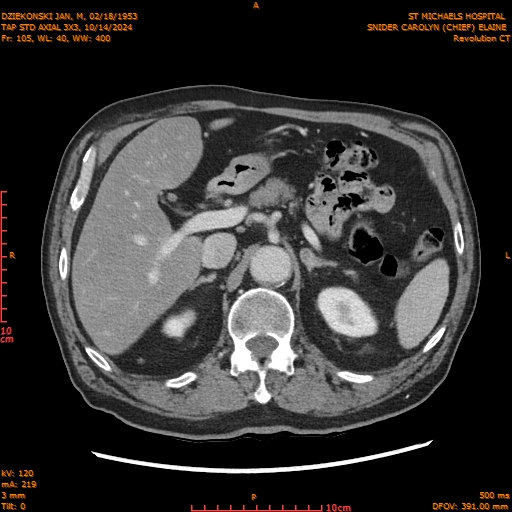 A
DZIEKONSKI JAN, M, 02/18/1953
TAP STD AXIAL 3X3, 10/14/2024
Fr: 105, WL: 40, WW: 400
ST MICHAELS HOSPITAL
SNIDER CAROLYN (CHIEF) ELAINE
Revolution CT
R
L
10
cm
kV: 120
mA: 219
3 mm
Tilt: 0
P
10cm
500 ms
DFOV: 391.00 mm